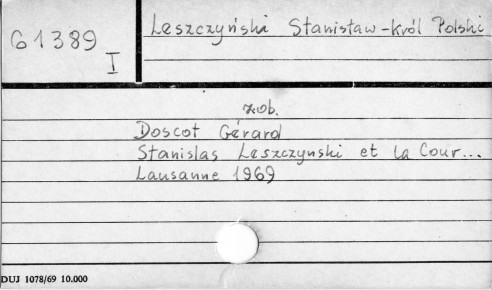 G 1389
I
Leszczyński Stanisław - Król Polski
zob.
Doscot Gérard
Stanislas Leszczynski et la Cour...
Lausanne 1969
DUJ 1078/69 10.000